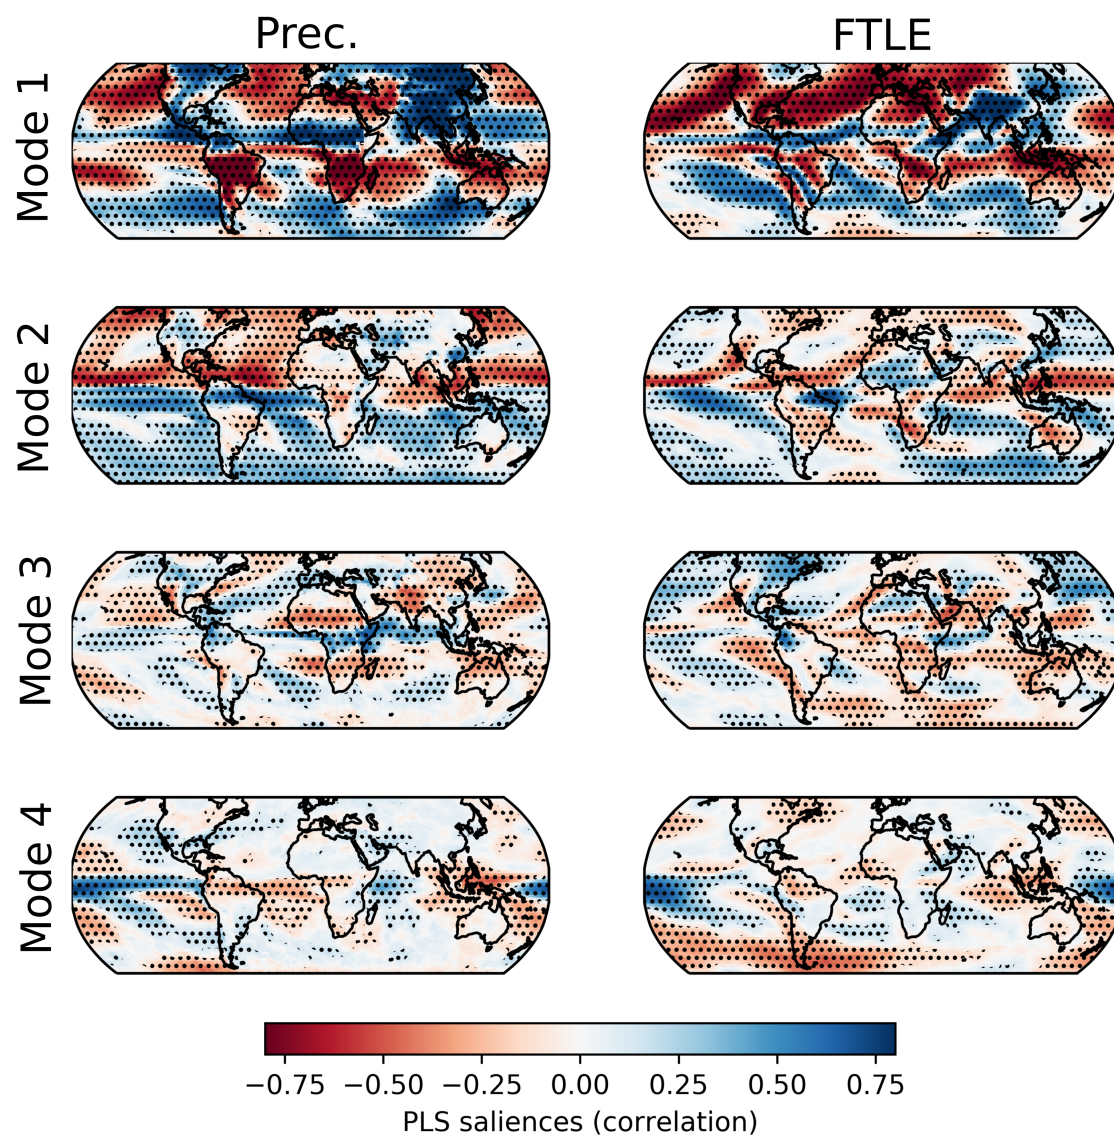 Prec.
FTLE
Mode 1
Mode 2
Mode 3
Mode 4
−0.75 −0.50 −0.25 0.00 0.25 0.50 0.75
PLS saliences (correlation)